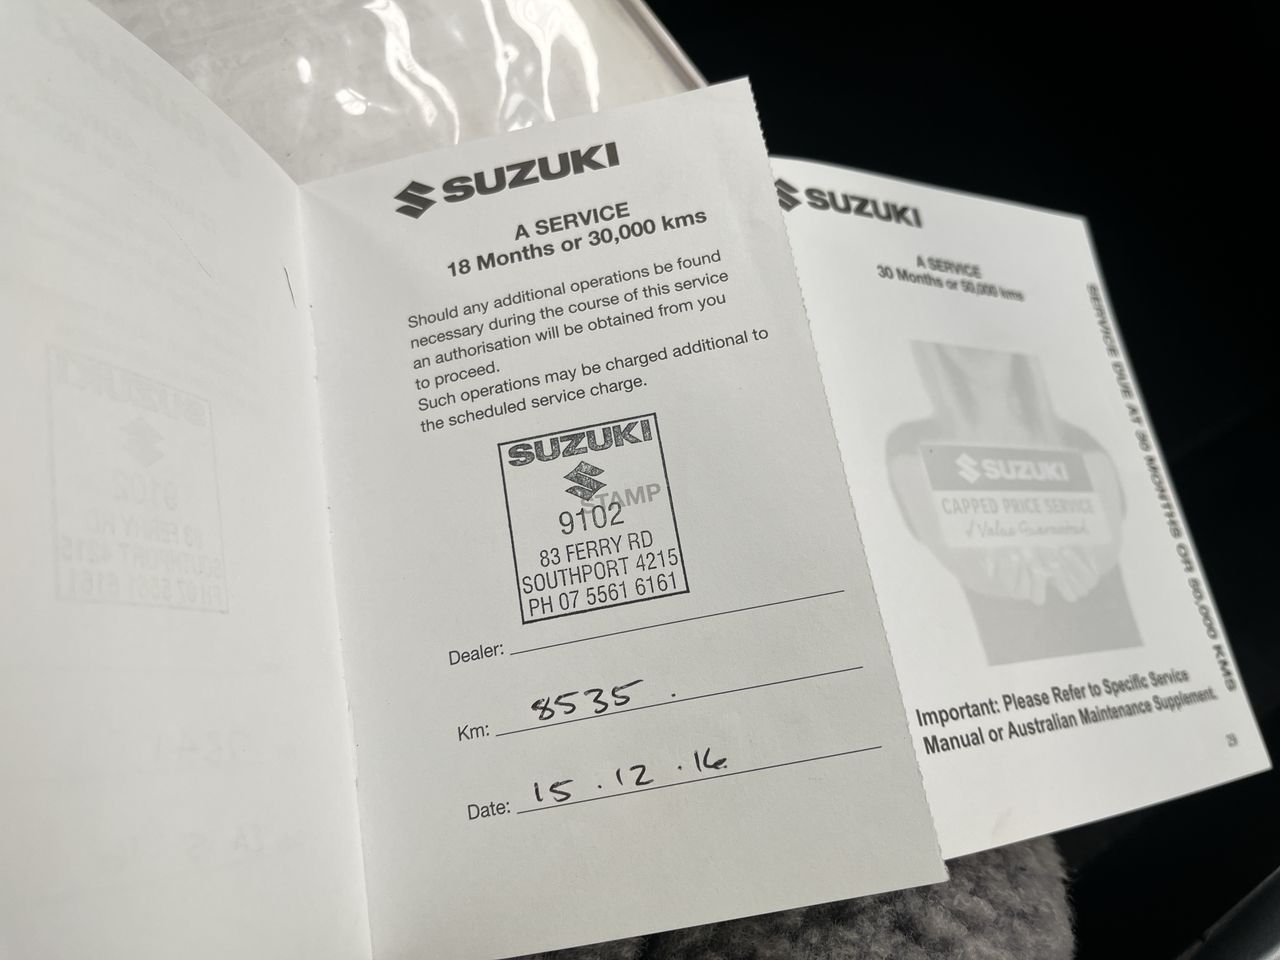 SUZUKI
A SERVICE
18 Months or 30,000 kms
Should any additional operations be found
necessary during the course of this service
an authorisation will be obtained from you
to proceed.
Such operations may be charged additional to
the scheduled service charge.
SUZUKI
STAMP
9102
83 FERRY RD
SOUTHPORT 4215
PH 07 5561 6161
Dealer:
Km: 8535 .
Date: 15 . 12 . 16
SUZUKI
A SERVICE
30 Months or 50,000 kms
SUZUKI
CAPPED PRICE SERVICE
✓Value Guaranteed
Important: Please Refer to Specific Service
Manual or Australian Maintenance Supplement.
SERVICE DUE AT 30 MONTHS OR 50,000 KMS